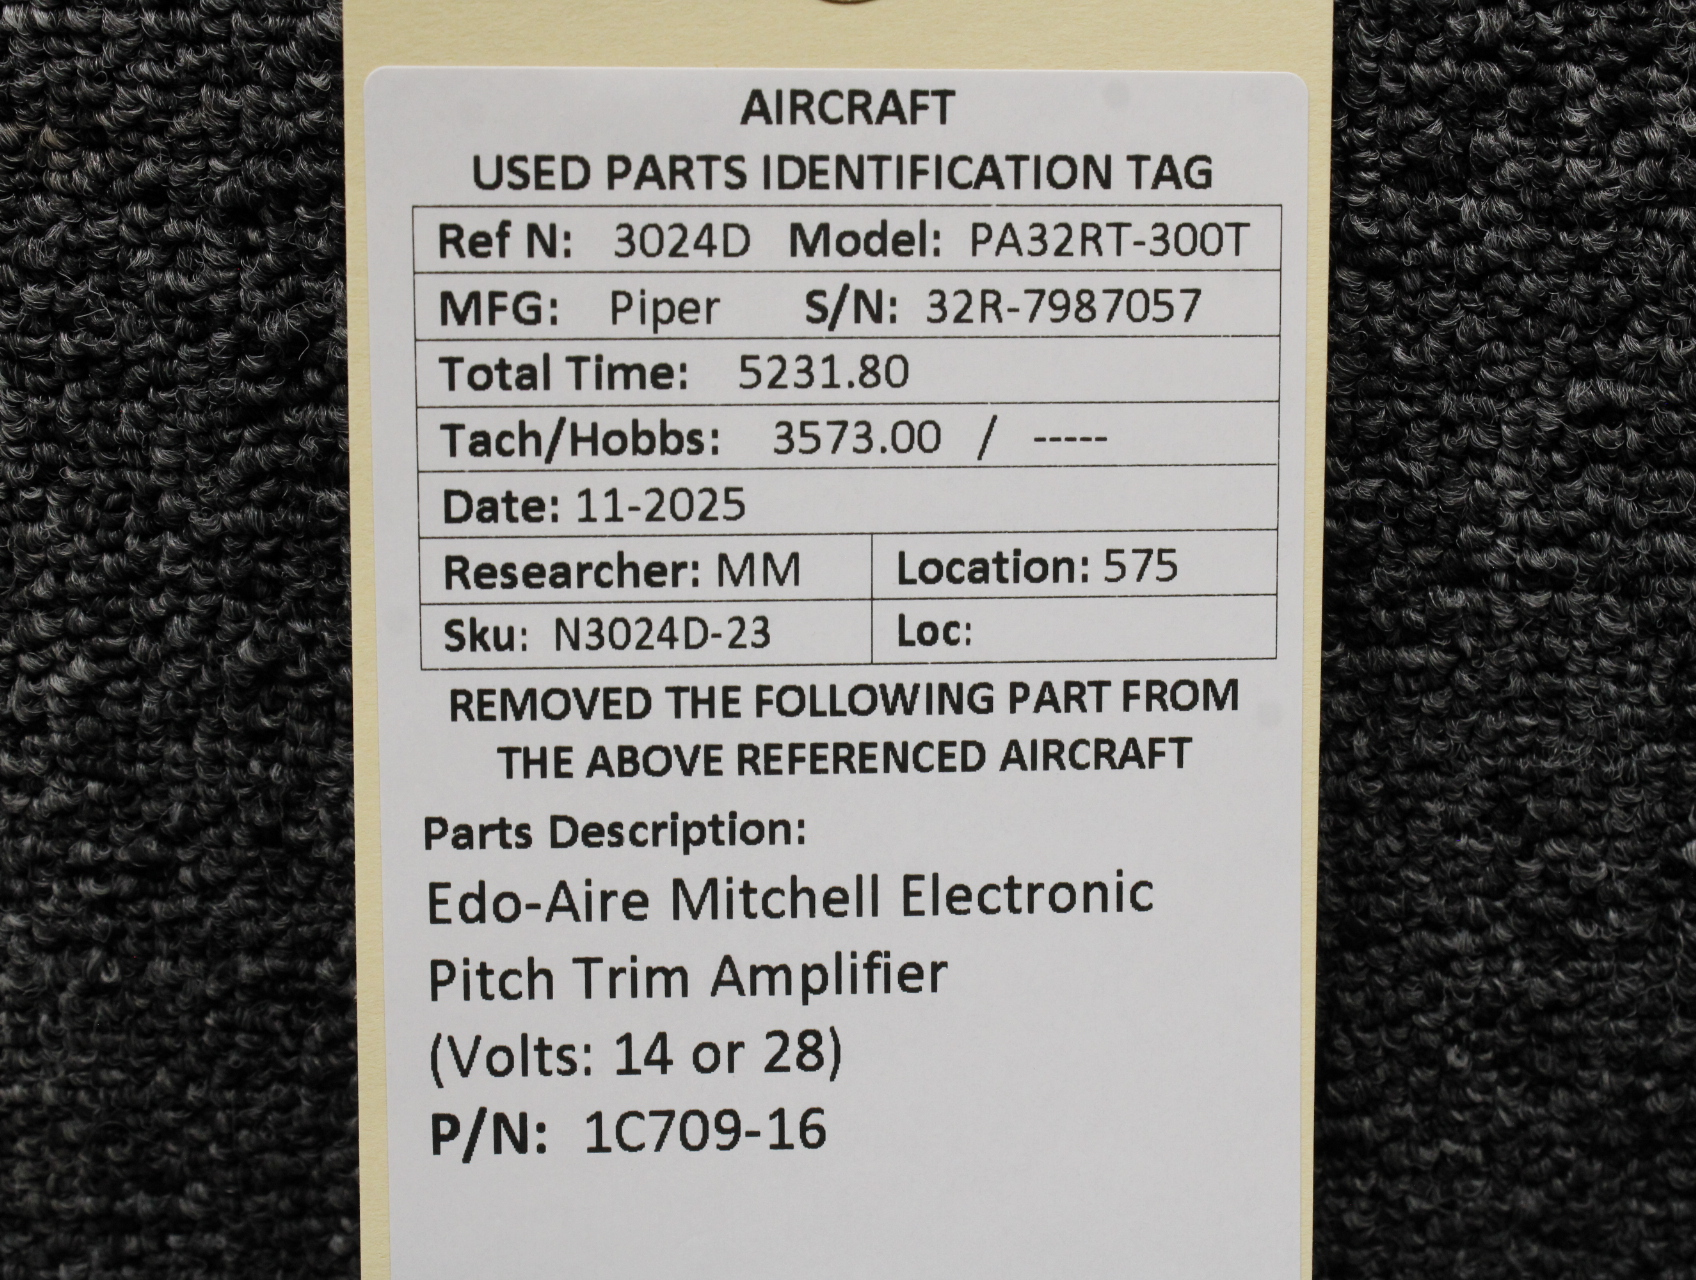 AIRCRAFT
USED PARTS IDENTIFICATION TAG
Ref N: 3024D Model: PA32RT-300T
MFG: Piper S/N: 32R-7987057
Total Time: 5231.80
Tach/Hobbs: 3573.00 / -----
Date: 11-2025
Researcher: MM Location: 575
Sku: N3024D-23 Loc:
REMOVED THE FOLLOWING PART FROM
THE ABOVE REFERENCED AIRCRAFT
Parts Description:
Edo-Aire Mitchell Electronic
Pitch Trim Amplifier
(Volts: 14 or 28)
P/N: 1C709-16